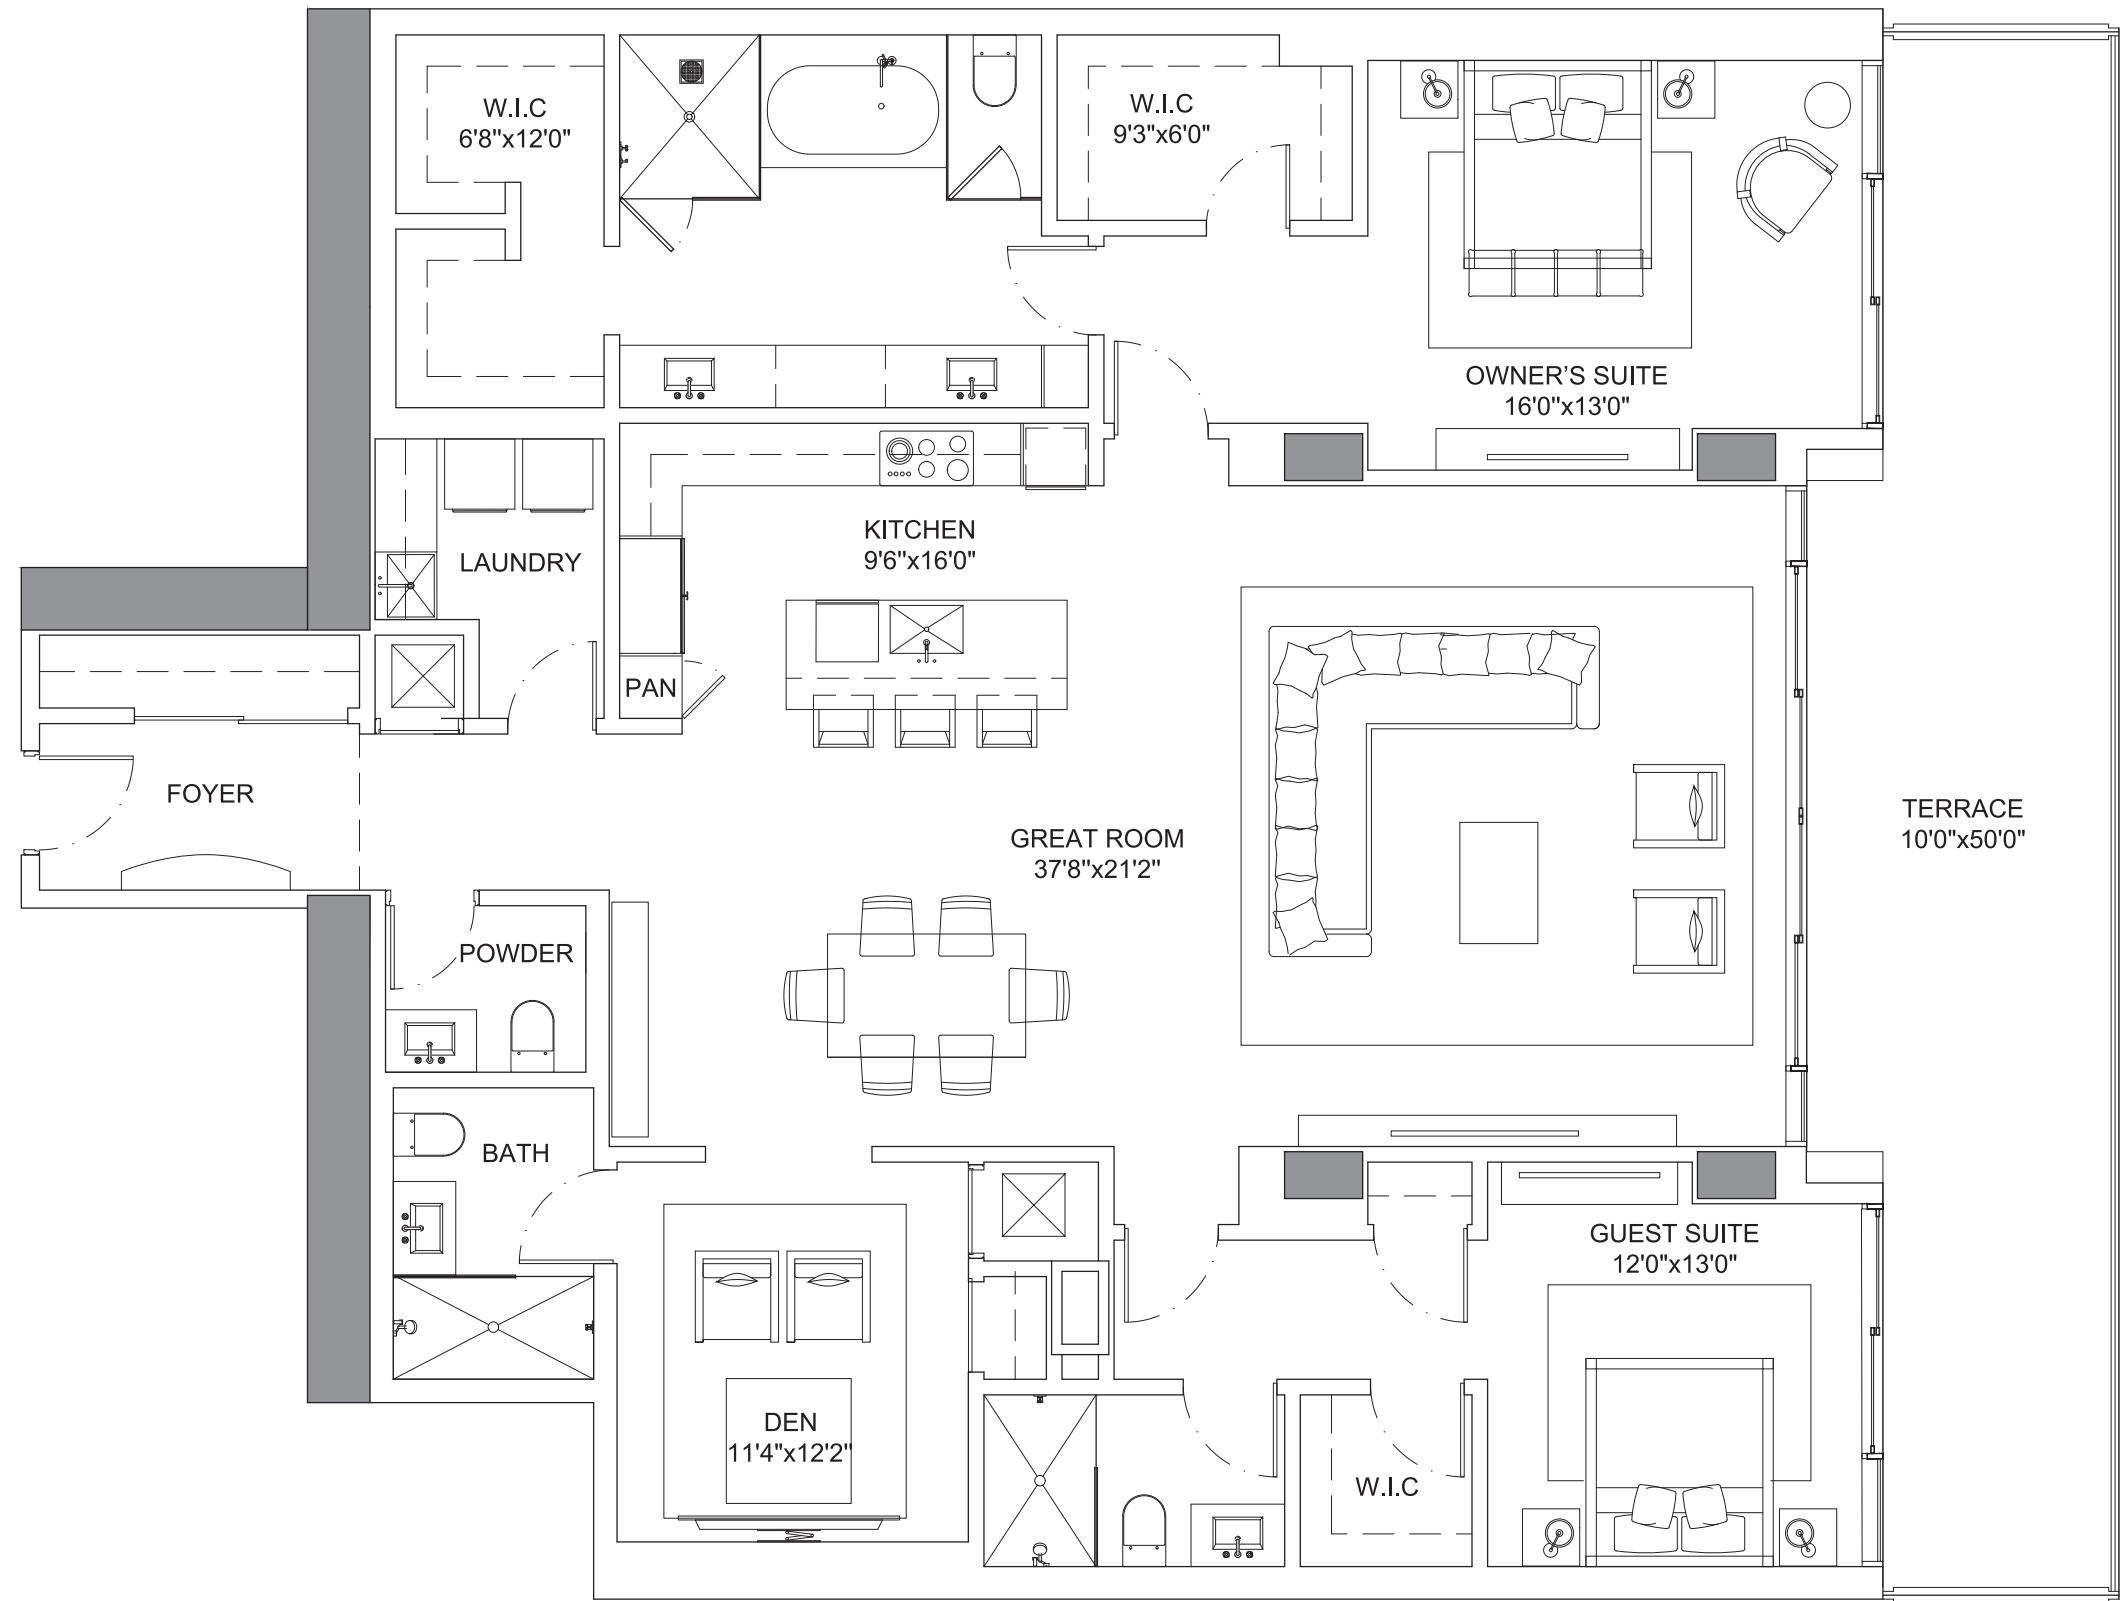 W.I.C
6'8"x12'0"
W.I.C
9'3"x6'0"
OWNER’S SUITE
16'0"x13'0"
KITCHEN
9'6"x16'0"
LAUNDRY
PAN
FOYER
GREAT ROOM
37'8"x21'2"
TERRACE
10'0"x50'0"
POWDER
BATH
GUEST SUITE
12'0"x13'0"
DEN
11'4"x12'2"
W.I.C